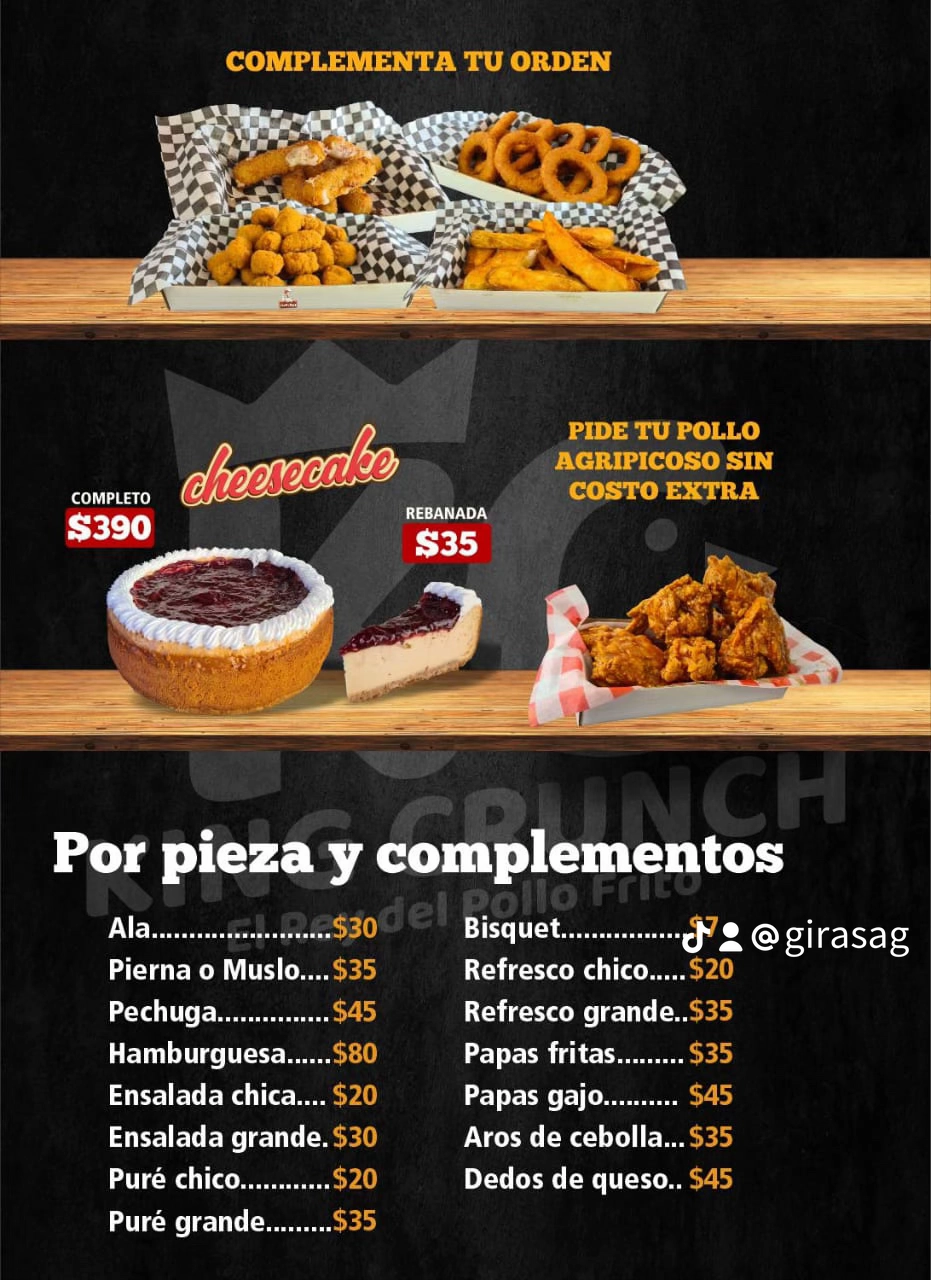 COMPLEMENTA TU ORDEN
cheesecake
COMPLETO
$390
REBANADA
$35
PIDE TU POLLO
AGRIPICOSO SIN
COSTO EXTRA
KING CRUNCH
El Rey del Pollo Frito
Por pieza y complementos
Ala.......................$30
Pierna o Muslo....$35
Pechuga...............$45
Hamburguesa......$80
Ensalada chica.... $20
Ensalada grande.$30
Puré chico............$20
Puré grande.........$35
Bisquet.................$7
@girasag
Refresco chico.....$20
Refresco grande..$35
Papas fritas......... $35
Papas gajo.......... $45
Aros de cebolla... $35
Dedos de queso.. $45